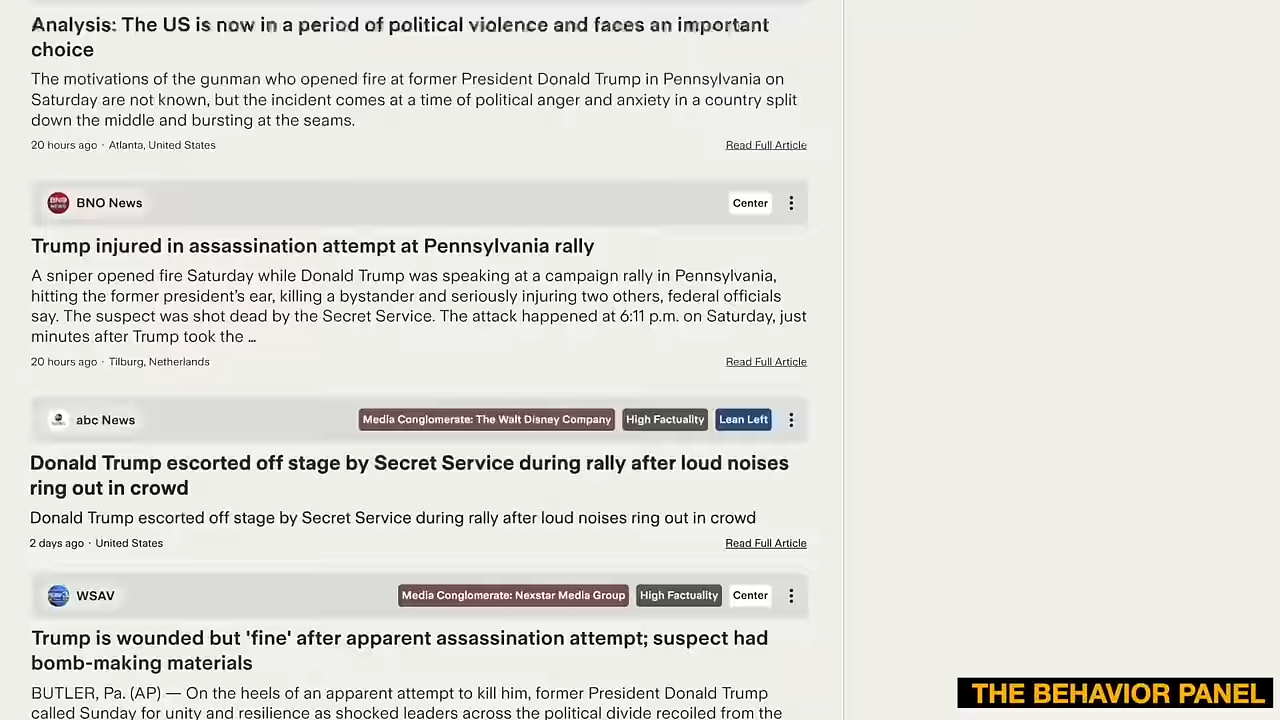 Analysis: The US is now in a period of political violence and faces an important
choice
The motivations of the gunman who opened fire at former President Donald Trump in Pennsylvania on
Saturday are not known, but the incident comes at a time of political anger and anxiety in a country split
down the middle and bursting at the seams.
20 hours ago · Atlanta, United States
Read Full Article
BNO News
Center
Trump injured in assassination attempt at Pennsylvania rally
A sniper opened fire Saturday while Donald Trump was speaking at a campaign rally in Pennsylvania,
hitting the former president’s ear, killing a bystander and seriously injuring two others, federal officials
say. The suspect was shot dead by the Secret Service. The attack happened at 6:11 p.m. on Saturday, just
minutes after Trump took the …
20 hours ago · Tilburg, Netherlands
Read Full Article
abc News
Media Conglomerate: The Walt Disney Company
High Factuality
Lean Left
Donald Trump escorted off stage by Secret Service during rally after loud noises
ring out in crowd
Donald Trump escorted off stage by Secret Service during rally after loud noises ring out in crowd
2 days ago · United States
Read Full Article
WSAV
Media Conglomerate: Nexstar Media Group
High Factuality
Center
Trump is wounded but 'fine' after apparent assassination attempt; suspect had
bomb-making materials
BUTLER, Pa. (AP) — On the heels of an apparent attempt to kill him, former President Donald Trump
called Sunday for unity and resilience as shocked leaders across the political divide recoiled from the
THE BEHAVIOR PANEL